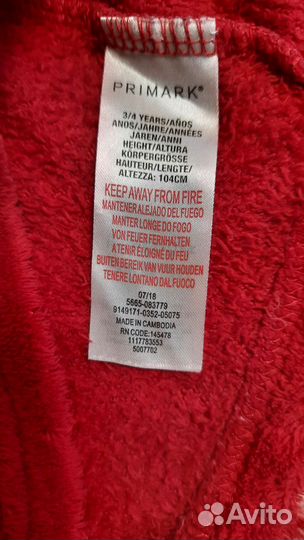 PRIMARK®
3/4 YEARS/AÑOS
ANOS/JAHRE/ANNÉES
JAREN/ANNI
HEIGHT/ALTURA
KÖRPERGRÖSSE
HAUTEUR/LENGTE/
ALTEZZA: 104CM
KEEP AWAY FROM FIRE
MANTENER ALEJADO DEL FUEGO
MANTER LONGE DO FOGO
VON FEUER FERNHALTEN
A TENIR ÉLOIGNÉ DU FEU
BUITEN BEREIK VAN VUUR HOUDEN
TENERE LONTANO DAL FUOCO
07/18
5665-083779
9149171-0352-05075
MADE IN CAMBODIA
RN CODE:145478
1117783553
5007702
Avito